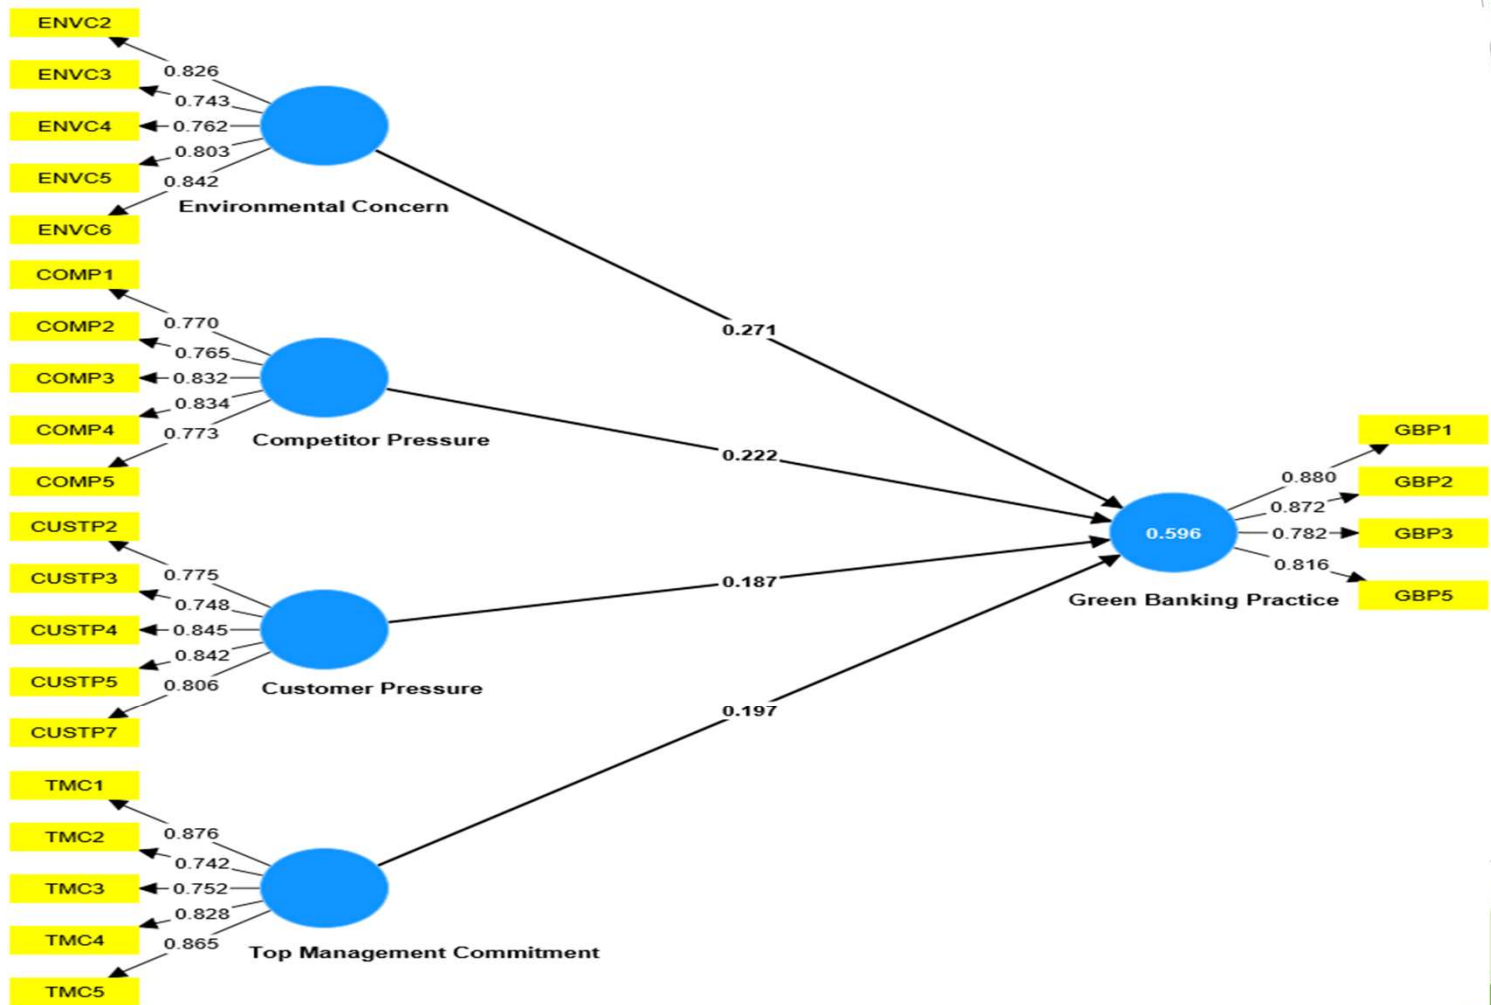 ENVC2
0.826
ENVC3
0.743
ENVC4
0.762
0.803
ENVC5
0.842
Environmental Concern
ENVC6
COMP1
0.770
COMP2
0.765
COMP3
0.832
0.834
COMP4
0.773
Competitor Pressure
COMP5
CUSTP2
0.775
CUSTP3
0.748
CUSTP4
0.845
0.842
CUSTP5
0.806
Customer Pressure
CUSTP7
TMC1
0.876
TMC2
0.742
TMC3
0.752
0.828
TMC4
0.865
Top Management Commitment
TMC5
0.271
0.222
0.187
0.197
0.596
Green Banking Practice
GBP1
0.880
GBP2
0.872
GBP3
0.782
0.816
GBP5